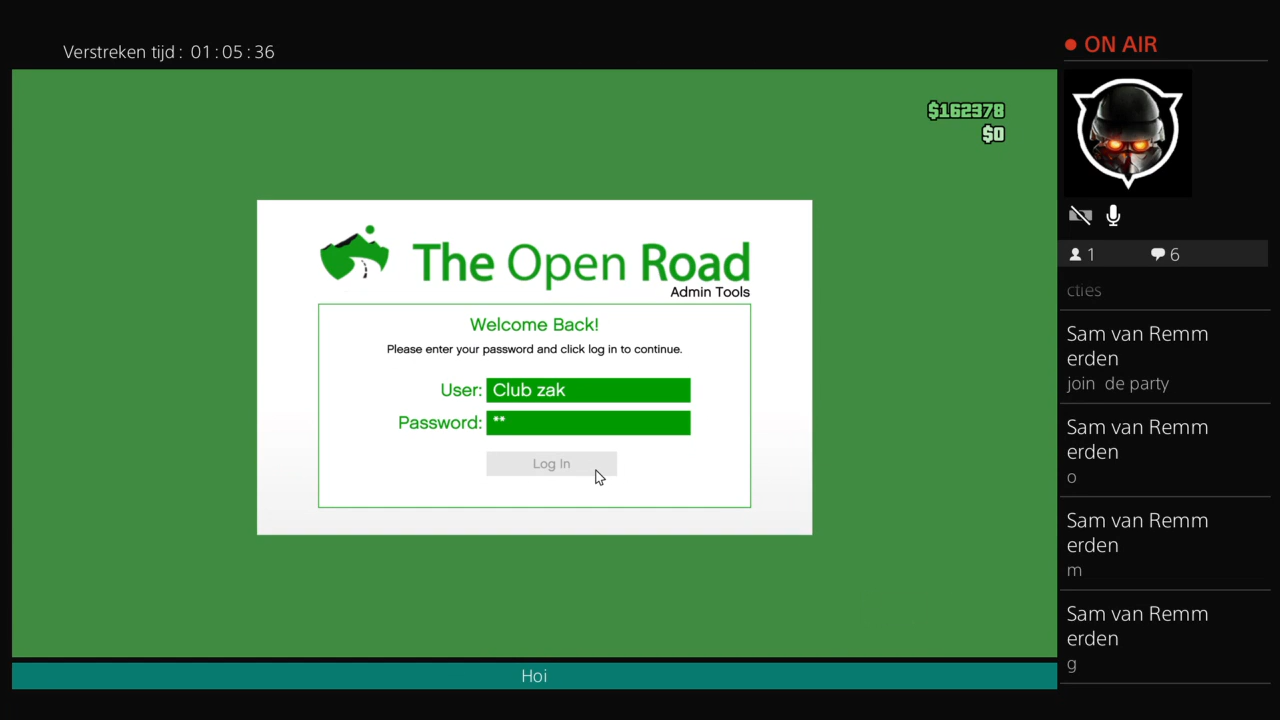 Verstreken tijd : 01 : 05 : 36
ON AIR
$162378
$0
The Open Road
Admin Tools
Welcome Back!
Please enter your password and click log in to continue.
User: Club zak
Password: **
Log In
Hoi
1 6
cties
Sam van Remm
erden
join de party
Sam van Remm
erden
o
Sam van Remm
erden
m
Sam van Remm
erden
g